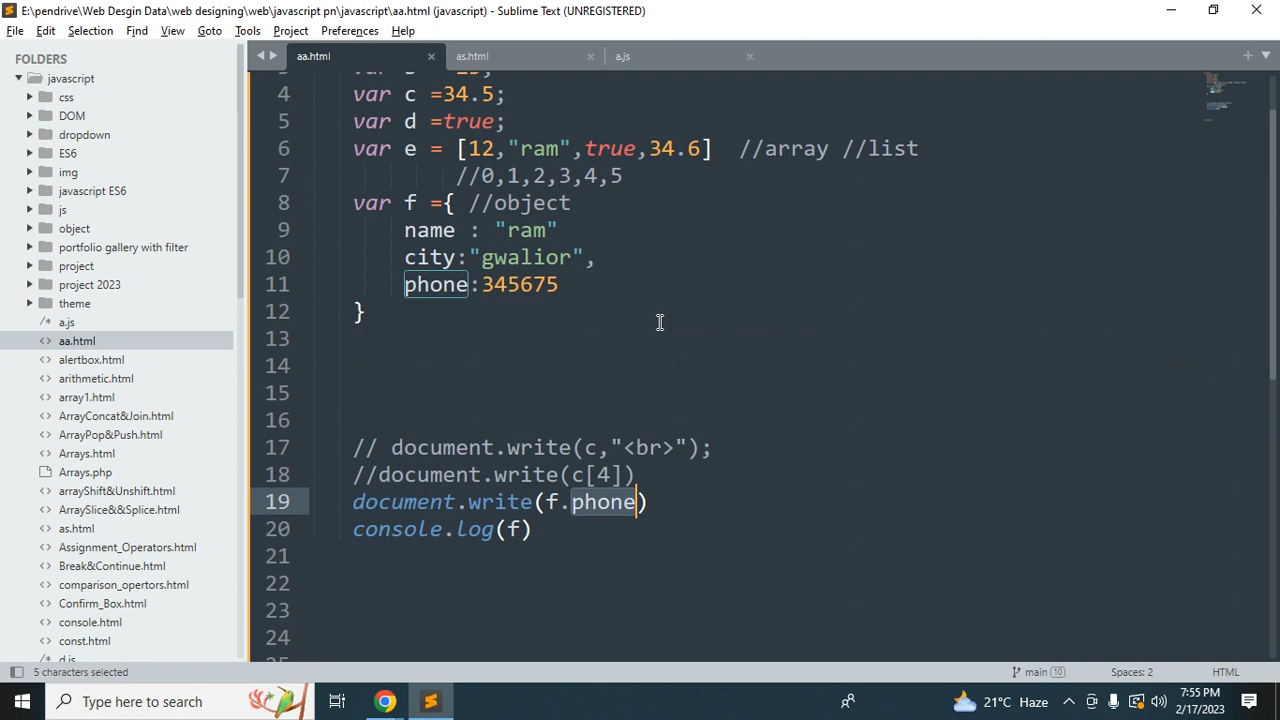 E:\pendrive\Web Desgin Data\web designing\web\javascript pn\javascript\aa.html (javascript) - Sublime Text (UNREGISTERED)
File Edit Selection Find View Goto Tools Project Preferences Help
FOLDERS
javascript
css
DOM
dropdown
ES6
img
javascript ES6
js
object
portfolio gallery with filter
project
project 2023
theme
/* a.js
<> aa.html
<> alertbox.html
<> arithmetic.html
<> array1.html
<> ArrayConcat&Join.html
<> ArrayPop&Push.html
<> Arrays.html
Arrays.php
<> arrayShift&Unshift.html
<> ArraySlice&&Splice.html
<> as.html
<> Assignment_Operators.html
<> Break&Continue.html
<> comparison_opertors.html
<> Confirm_Box.html
<> console.html
<> const.html
aa.html as.html a.js
4 var c =34.5;
5 var d =true;
6 var e = [12,"ram",true,34.6] //array //list
7 //0,1,2,3,4,5
8 var f ={ //object
9 name : "ram"
10 city:"gwalior",
11 phone:345675
12 }
13
14
15
16
17 // document.write(c,"<br>");
18 //document.write(c[4])
19 document.write(f.phone)
20 console.log(f)
21
22
23
24
5 characters selected
main 10 Spaces: 2 HTML
Type here to search
21°C Haze
7:55 PM
2/17/2023